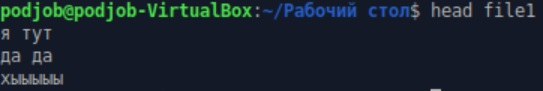 podjob@podjob-VirtualBox:~/Рабочий стол$ head file1
я тут
да да
хыыыыы